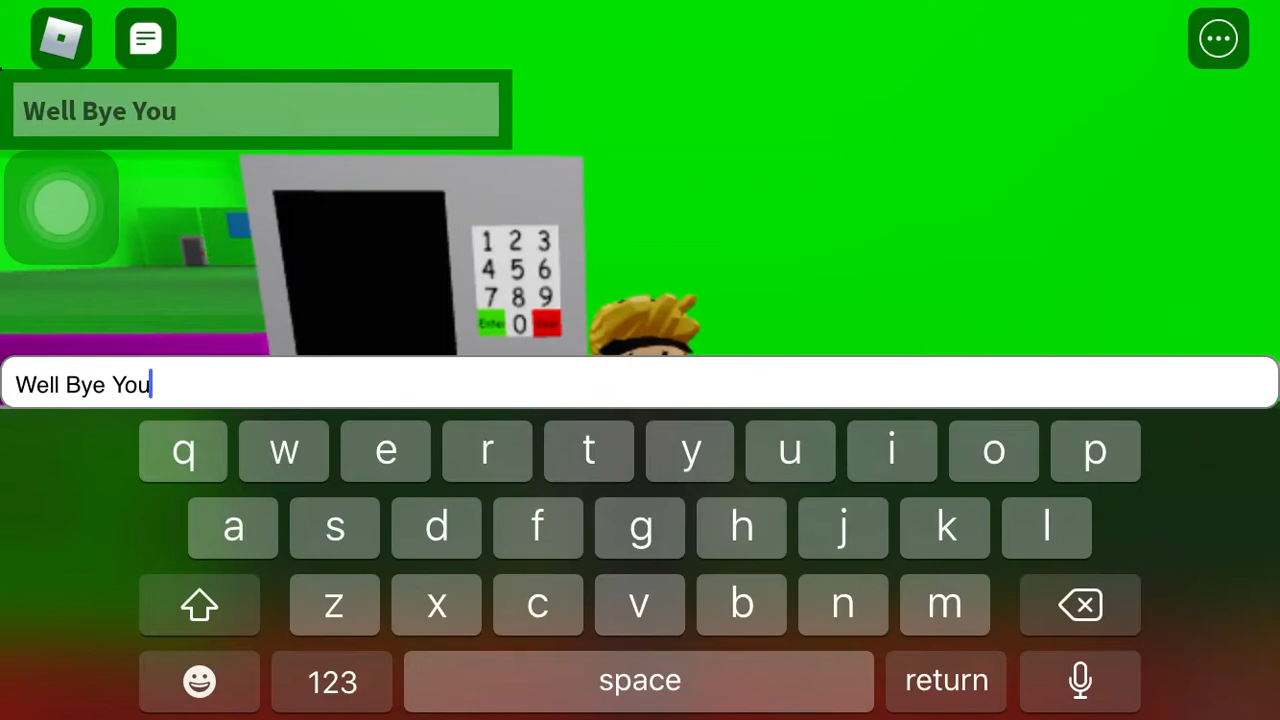 Well Bye You
1 2 3
4 5 6
7 8 9
Enter 0
Well Bye You
q w e r t y u i o p
a s d f g h j k l
z x c v b n m
123 space return